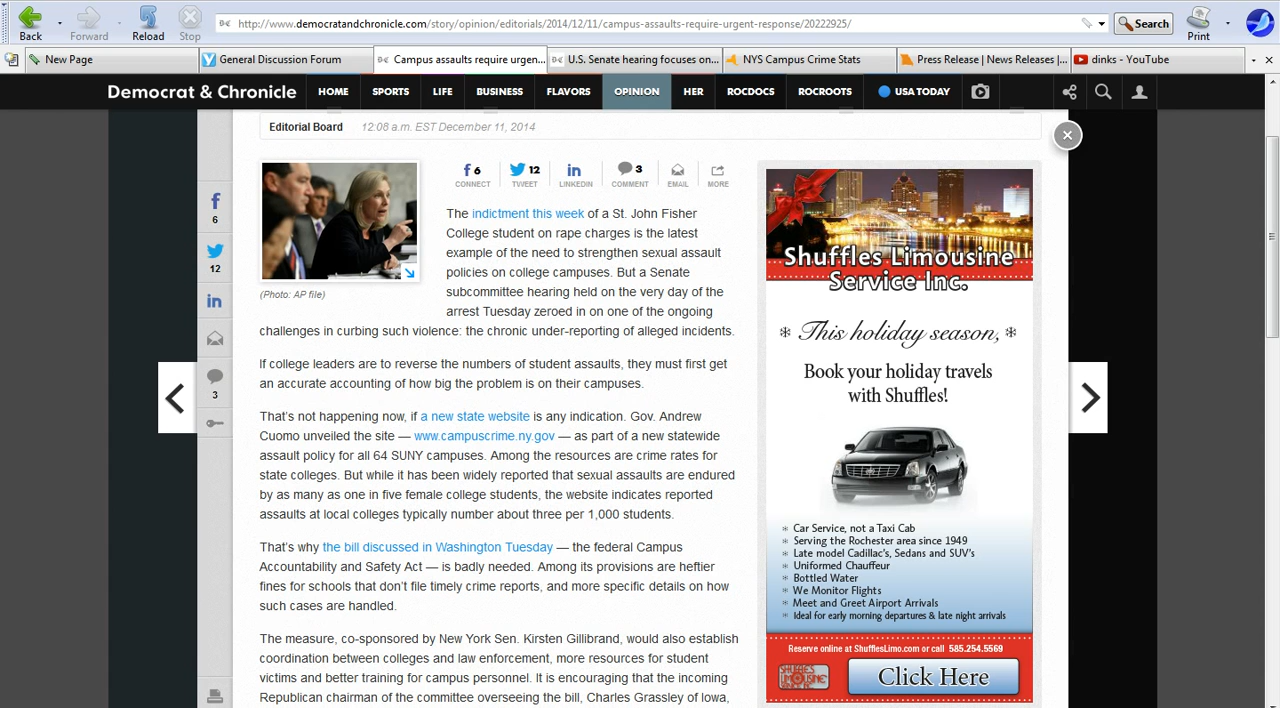 Back
Forward
Reload
Stop
http://www.democratandchronicle.com/story/opinion/editorials/2014/12/11/campus-assaults-require-urgent-response/20222925/
Search
Print
New Page
General Discussion Forum
Campus assaults require urgen...
U.S. Senate hearing focuses on...
NYS Campus Crime Stats
Press Release | News Releases |...
dinks - YouTube
Democrat & Chronicle
HOME
SPORTS
LIFE
BUSINESS
FLAVORS
OPINION
HER
ROCDOCS
ROCROOTS
USA TODAY
Editorial Board 12:08 a.m. EST December 11, 2014
6
12
3
6
CONNECT
12
TWEET
LINKEDIN
3
COMMENT
EMAIL
MORE
(Photo: AP file)
The indictment this week of a St. John Fisher
College student on rape charges is the latest
example of the need to strengthen sexual assault
policies on college campuses. But a Senate
subcommittee hearing held on the very day of the
arrest Tuesday zeroed in on one of the ongoing
challenges in curbing such violence: the chronic under-reporting of alleged incidents.
If college leaders are to reverse the numbers of student assaults, they must first get
an accurate accounting of how big the problem is on their campuses.
That's not happening now, if a new state website is any indication. Gov. Andrew
Cuomo unveiled the site — www.campuscrime.ny.gov — as part of a new statewide
assault policy for all 64 SUNY campuses. Among the resources are crime rates for
state colleges. But while it has been widely reported that sexual assaults are endured
by as many as one in five female college students, the website indicates reported
assaults at local colleges typically number about three per 1,000 students.
That's why the bill discussed in Washington Tuesday — the federal Campus
Accountability and Safety Act — is badly needed. Among its provisions are heftier
fines for schools that don't file timely crime reports, and more specific details on how
such cases are handled.
The measure, co-sponsored by New York Sen. Kirsten Gillibrand, would also establish
coordination between colleges and law enforcement, more resources for student
victims and better training for campus personnel. It is encouraging that the incoming
Republican chairman of the committee overseeing the bill, Charles Grassley of Iowa,
Shuffles Limousine
Service Inc.
This holiday season,
Book your holiday travels
with Shuffles!
* Car Service, not a Taxi Cab
* Serving the Rochester area since 1949
* Late model Cadillac's, Sedans and SUV's
* Uniformed Chauffeur
* Bottled Water
* We Monitor Flights
* Meet and Greet Airport Arrivals
* Ideal for early morning departures & late night arrivals
Reserve online at ShufflesLimo.com or call 585.254.5569
SHUFFLES
LIMOUSINE
SERVICE INC.
Click Here